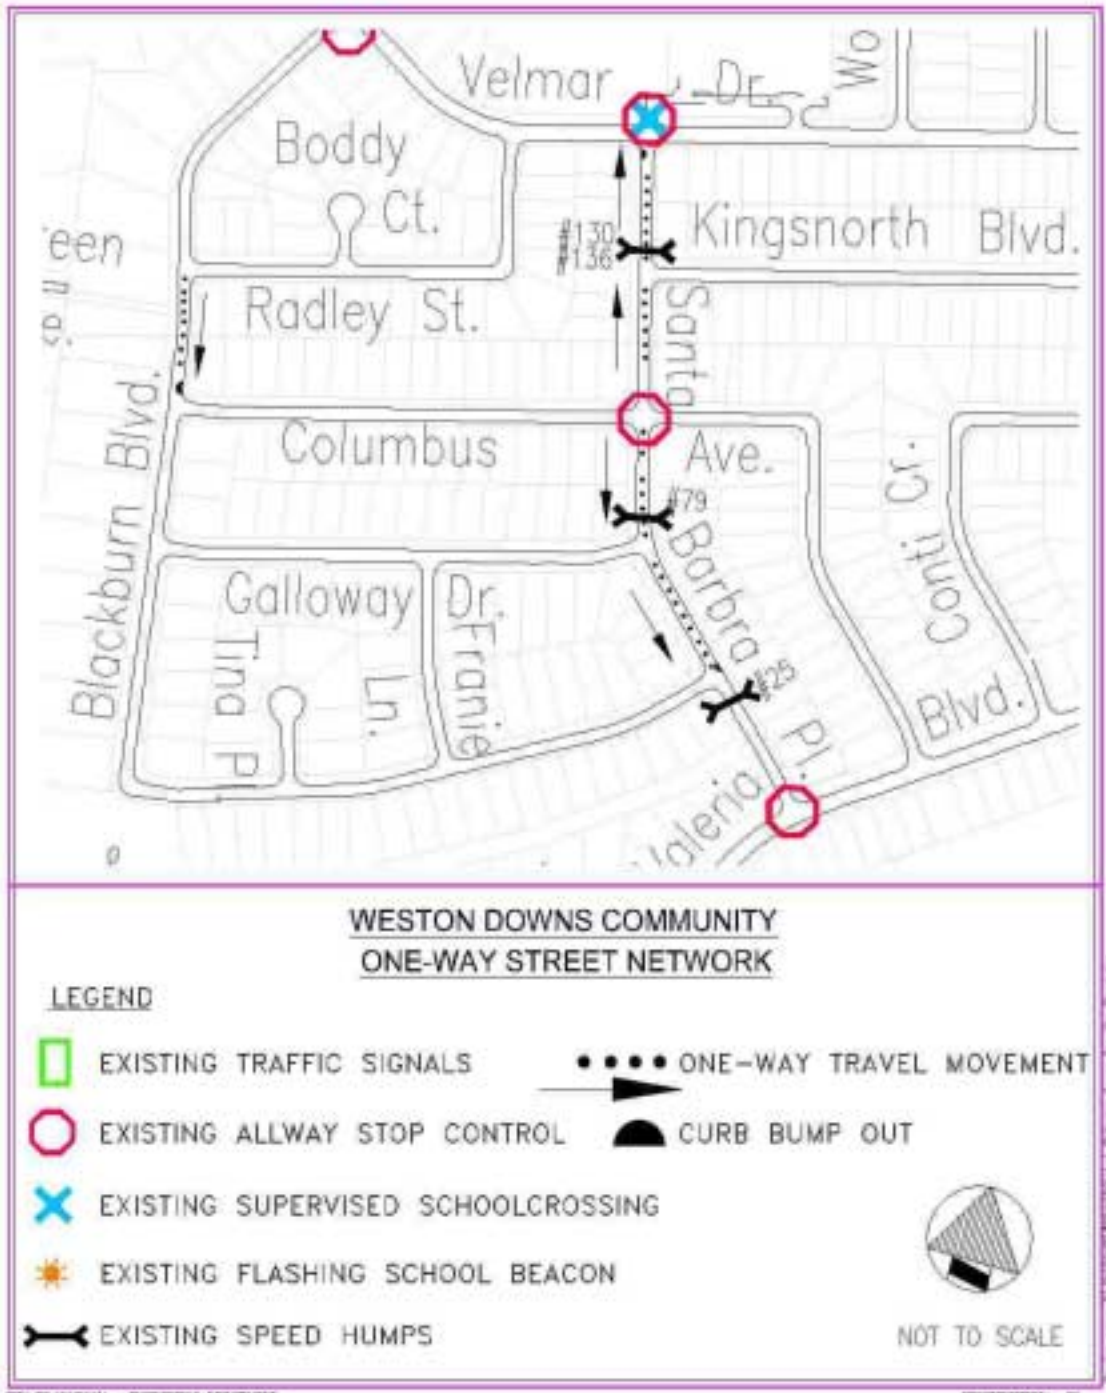 Velmar Dr.
Wo
Boddy
Ct.
#130
#136
Kingsnorth Blvd.
een
Radley St.
Santa
Blackburn Blvd.
Columbus
Ave.
#79
Barbra
Conti Cr.
Galloway Dr.
Tina P
Ln.
Franie
#25
Pl.
Blvd.
Valeria
WESTON DOWNS COMMUNITY
ONE-WAY STREET NETWORK
LEGEND
EXISTING TRAFFIC SIGNALS
ONE-WAY TRAVEL MOVEMENT
EXISTING ALLWAY STOP CONTROL
CURB BUMP OUT
EXISTING SUPERVISED SCHOOLCROSSING
EXISTING FLASHING SCHOOL BEACON
EXISTING SPEED HUMPS
NOT TO SCALE